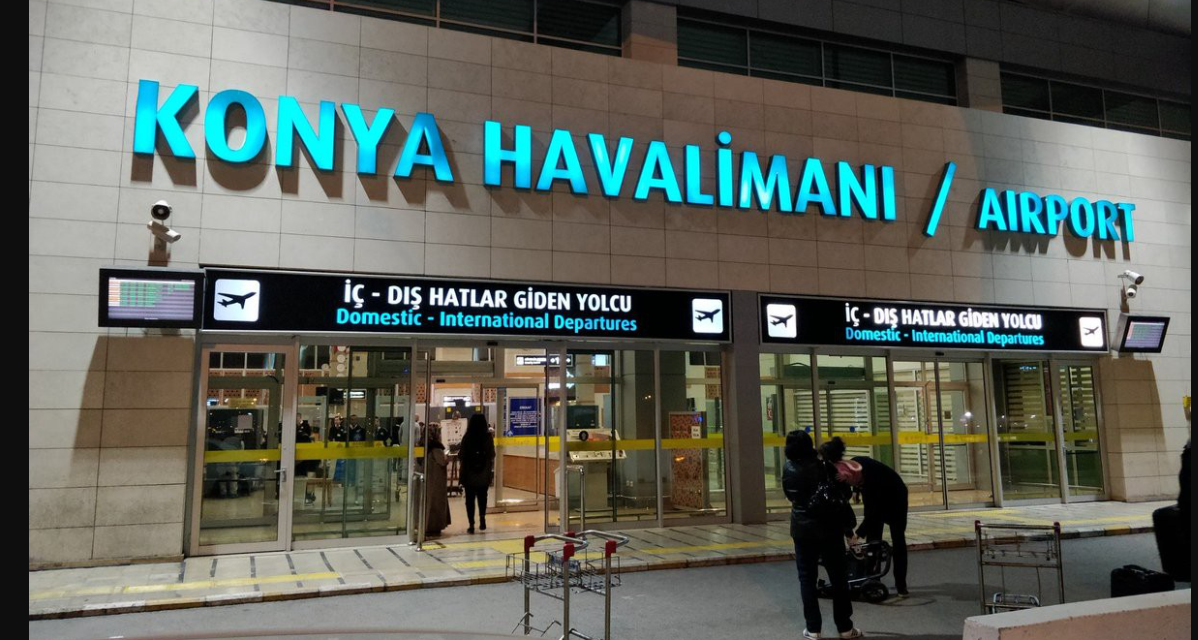 KONYA HAVALİMANI / AIRPORT
İÇ - DIŞ HATLAR GİDEN YOLCU
Domestic - International Departures
İÇ - DIŞ HATLAR GİDEN YOLCU
Domestic - International Departures